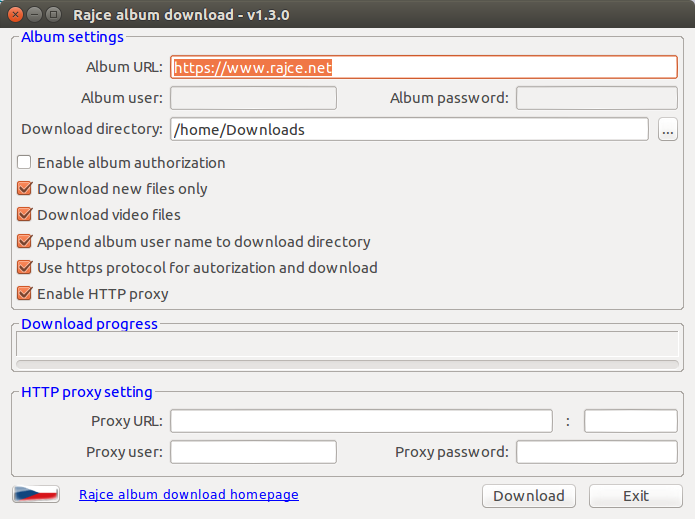 Rajce album download - v1.3.0
Album settings
Album URL: https://www.rajce.net
Album user: Album password:
Download directory: /home/Downloads ...
Enable album authorization
Download new files only
Download video files
Append album user name to download directory
Use https protocol for autorization and download
Enable HTTP proxy
Download progress
HTTP proxy setting
Proxy URL: :
Proxy user: Proxy password:
Rajce album download homepage Download Exit